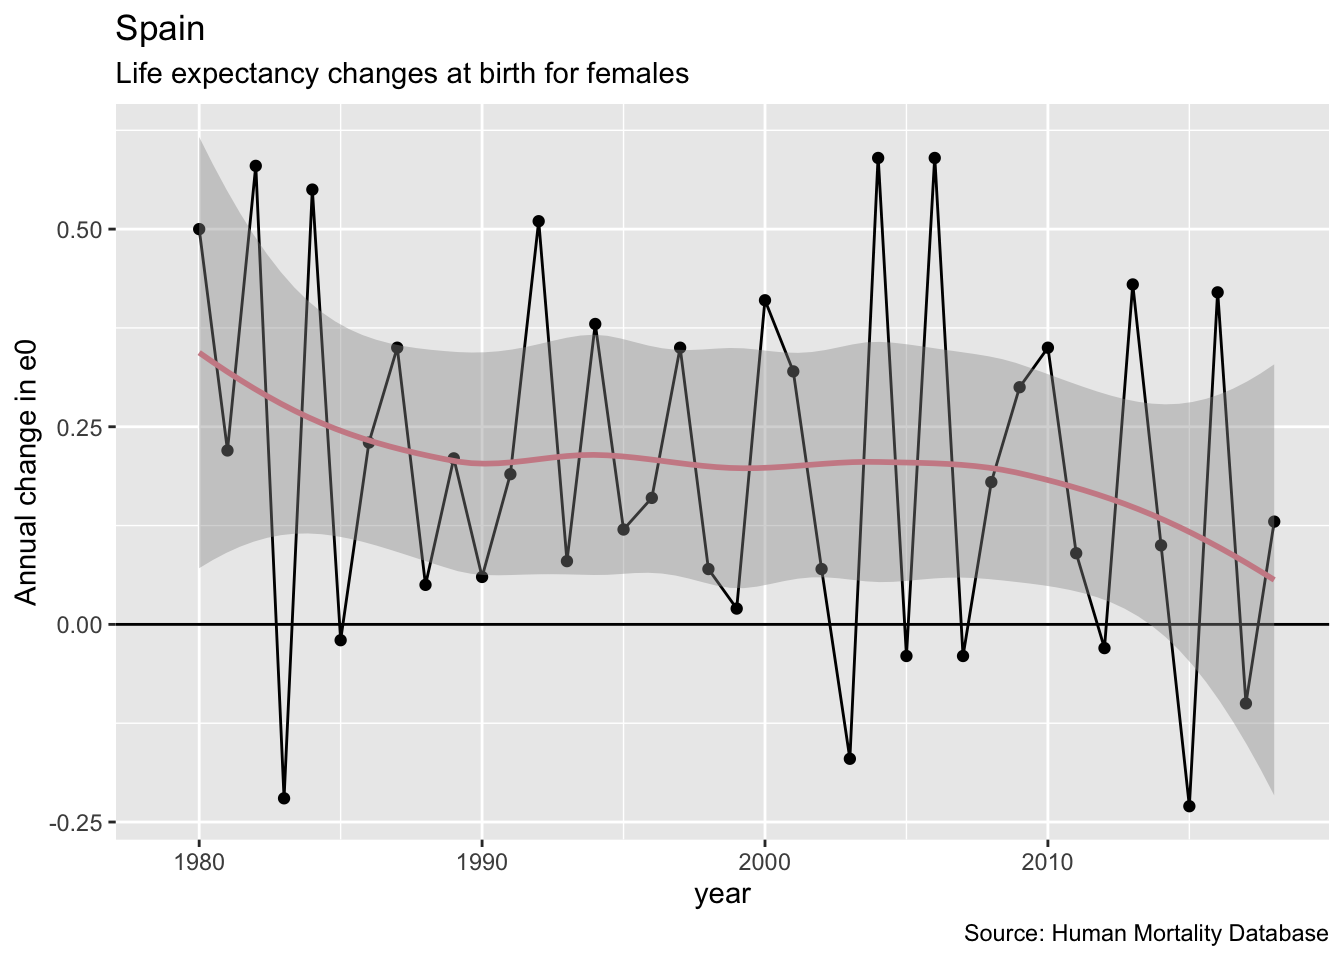 Spain
Life expectancy changes at birth for females
Annual change in e0
0.50
0.25
0.00
-0.25
1980 1990 2000 2010
year
Source: Human Mortality Database